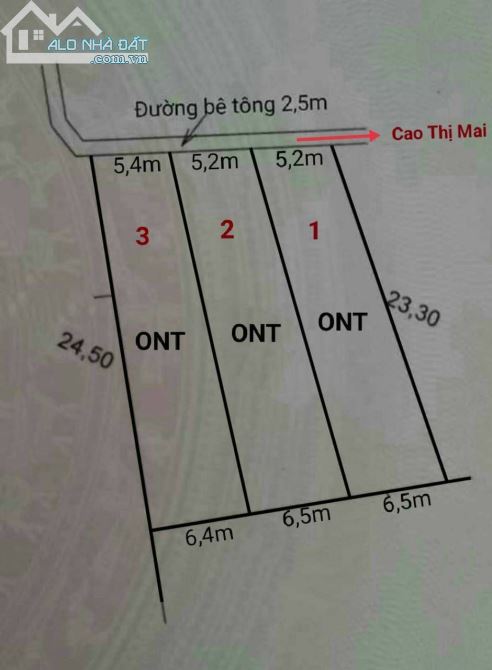 ALO NHÀ ĐẤT
.com.vn
Đường bê tông 2,5m
Cao Thị Mai
5,4m
5,2m
5,2m
3
2
1
23,30
24,50
ONT
ONT
ONT
6,4m
6,5m
6,5m